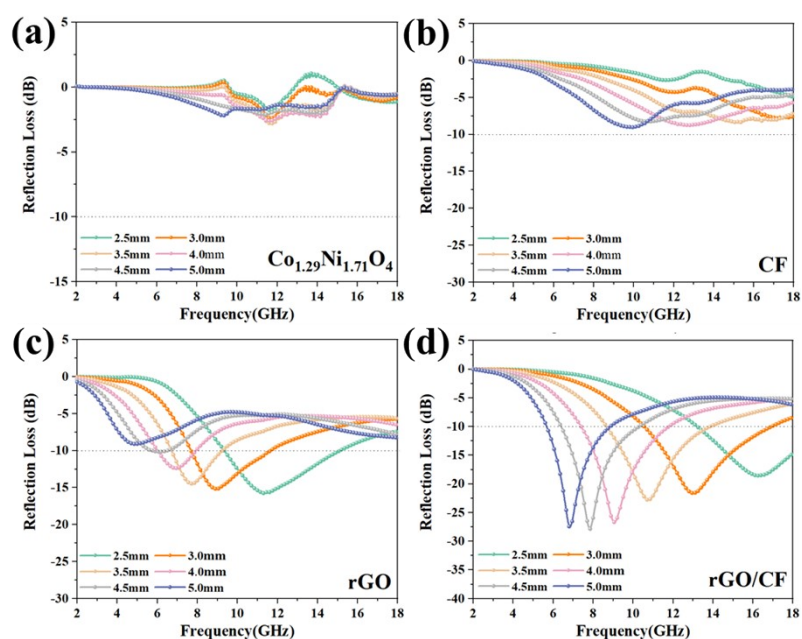 (a)
5
0
-5
-10
-15
Reflection Loss (dB)
2.5mm 3.0mm
3.5mm 4.0mm
4.5mm 5.0mm
Co1.29Ni1.71O4
2 4 6 8 10 12 14 16 18
Frequency(GHz)
(b)
5
0
-5
-10
-15
-20
-25
-30
Reflection Loss (dB)
2.5mm 3.0mm
3.5mm 4.0mm
4.5mm 5.0mm
CF
2 4 6 8 10 12 14 16 18
Frequency(GHz)
(c)
5
0
-5
-10
-15
-20
-25
-30
Reflection Loss (dB)
2.5mm 3.0mm
3.5mm 4.0mm
4.5mm 5.0mm
rGO
2 4 6 8 10 12 14 16 18
Frequency(GHz)
(d)
5
0
-5
-10
-15
-20
-25
-30
-35
-40
Reflection Loss (dB)
2.5mm 3.0mm
3.5mm 4.0mm
4.5mm 5.0mm
rGO/CF
2 4 6 8 10 12 14 16 18
Frequency(GHz)